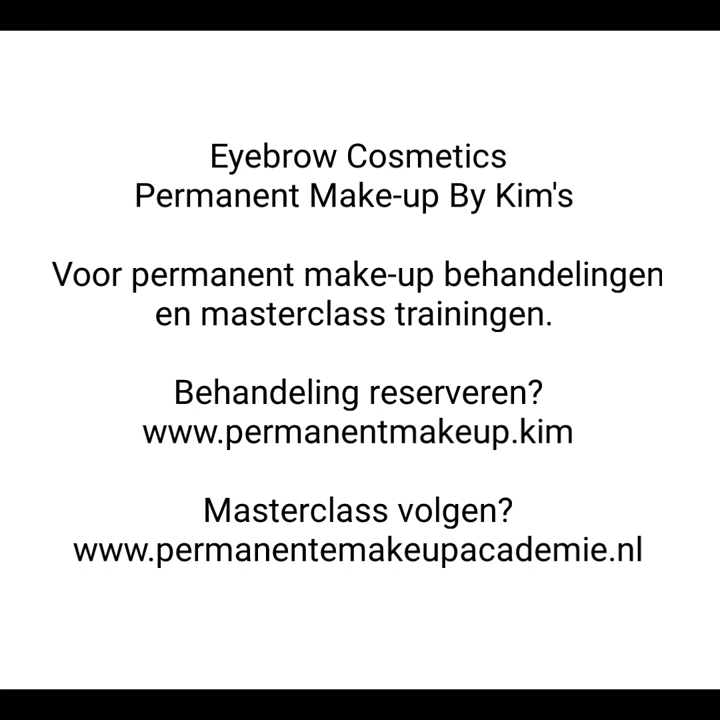 Eyebrow Cosmetics
Permanent Make-up By Kim's
Voor permanent make-up behandelingen
en masterclass trainingen.
Behandeling reserveren?
www.permanentmakeup.kim
Masterclass volgen?
www.permanentemakeupacademie.nl